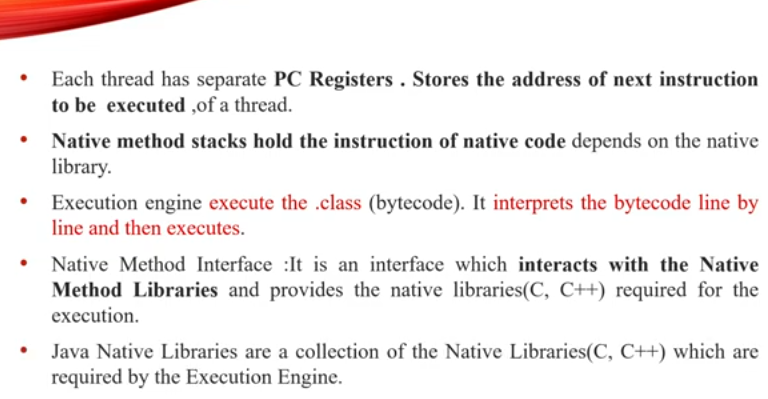 • Each thread has separate PC Registers . Stores the address of next instruction
to be executed ,of a thread.
• Native method stacks hold the instruction of native code depends on the native
library.
• Execution engine execute the .class (bytecode). It interprets the bytecode line by
line and then executes.
• Native Method Interface :It is an interface which interacts with the Native
Method Libraries and provides the native libraries(C, C++) required for the
execution.
• Java Native Libraries are a collection of the Native Libraries(C, C++) which are
required by the Execution Engine.